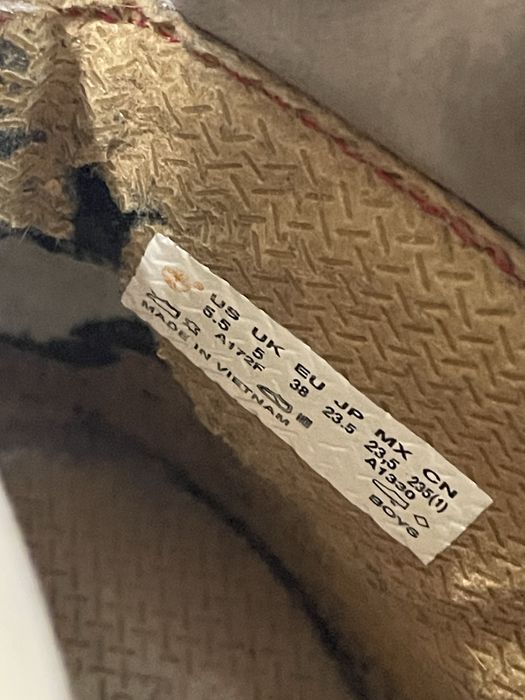 US UK EU JP MX CN
5.5 5 38 23.5 23,5 235(1)
A172F A1330
MADE IN VIETNAM BOYS